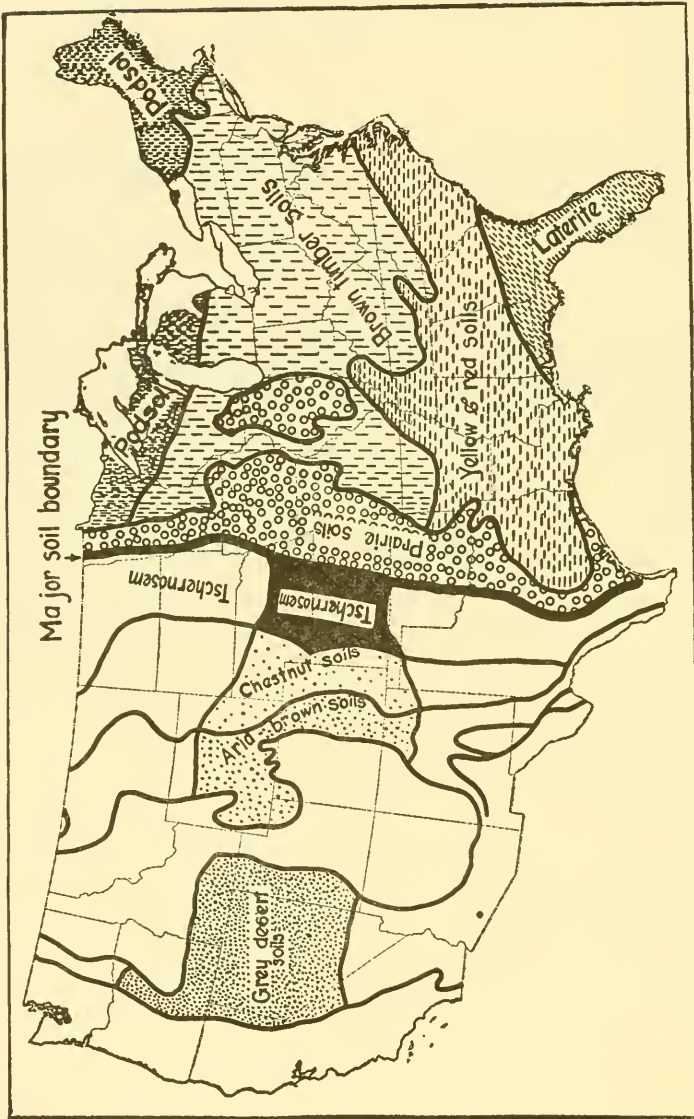 Major soil boundary
Podsol
Podsol
Brown timber soils
Yellow & red soils
Laterite
Prairie
soils
Tschernosem
Tschernosem
Chestnut soils
Arid brown soils
Grey desert
soils